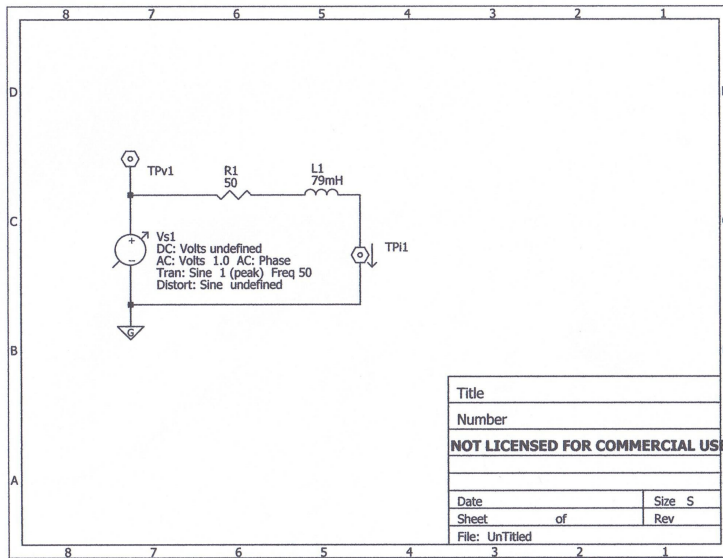 8 7 6 5 4 3 2 1
D
C
B
A
TPv1
R1
50
L1
79mH
TPi1
Vs1
DC: Volts undefined
AC: Volts 1.0 AC: Phase
Tran: Sine 1 (peak) Freq 50
Distort: Sine undefined
G
Title
Number
NOT LICENSED FOR COMMERCIAL USE
Date Size S
Sheet of Rev
File: UnTitled
8 7 6 5 4 3 2 1